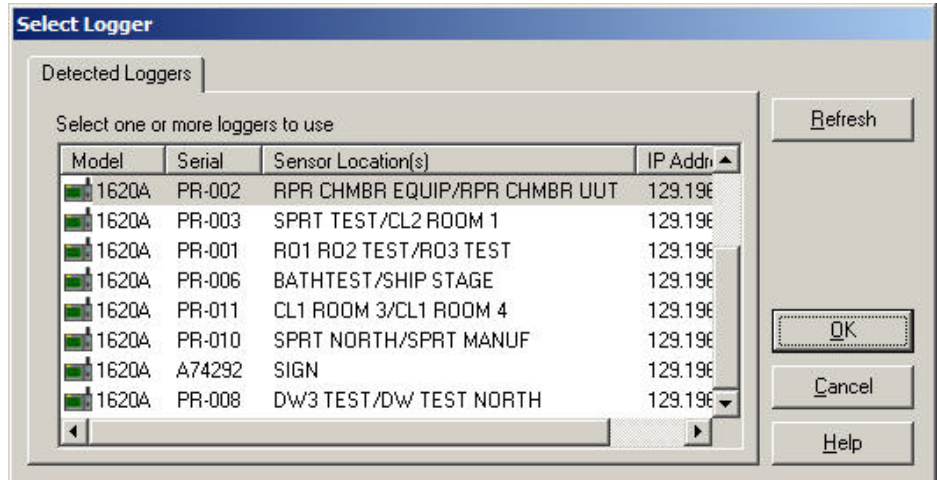 Select Logger
Detected Loggers
Select one or more loggers to use
Refresh
Model Serial Sensor Location(s) IP Addr
1620A PR-002 RPR CHMBR EQUIP/RPR CHMBR UUT 129.196
1620A PR-003 SPRT TEST/CL2 ROOM 1 129.196
1620A PR-001 RO1 RO2 TEST/RO3 TEST 129.196
1620A PR-006 BATHTEST/SHIP STAGE 129.196
1620A PR-011 CL1 ROOM 3/CL1 ROOM 4 129.196
1620A PR-010 SPRT NORTH/SPRT MANUF 129.196
1620A A74292 SIGN 129.196
1620A PR-008 DW3 TEST/DW TEST NORTH 129.196
OK
Cancel
Help